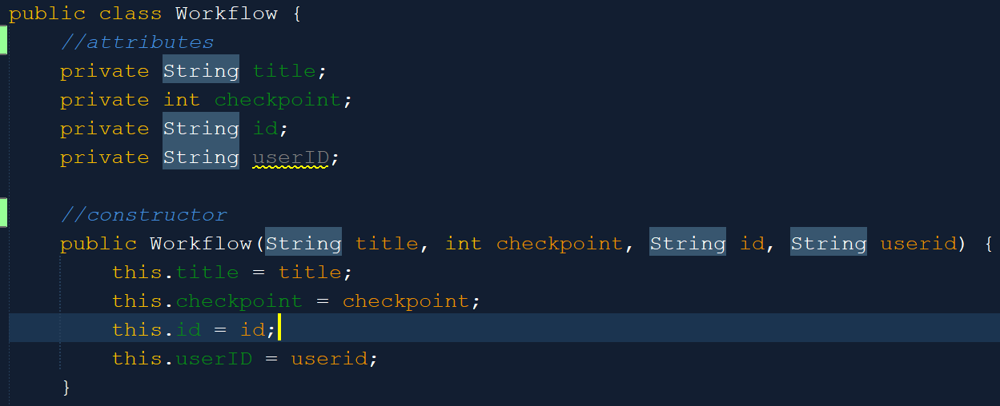 public class Workflow {
    //attributes
    private String title;
    private int checkpoint;
    private String id;
    private String userID;

    //constructor
    public Workflow(String title, int checkpoint, String id, String userid) {
        this.title = title;
        this.checkpoint = checkpoint;
        this.id = id;
        this.userID = userid;
    }